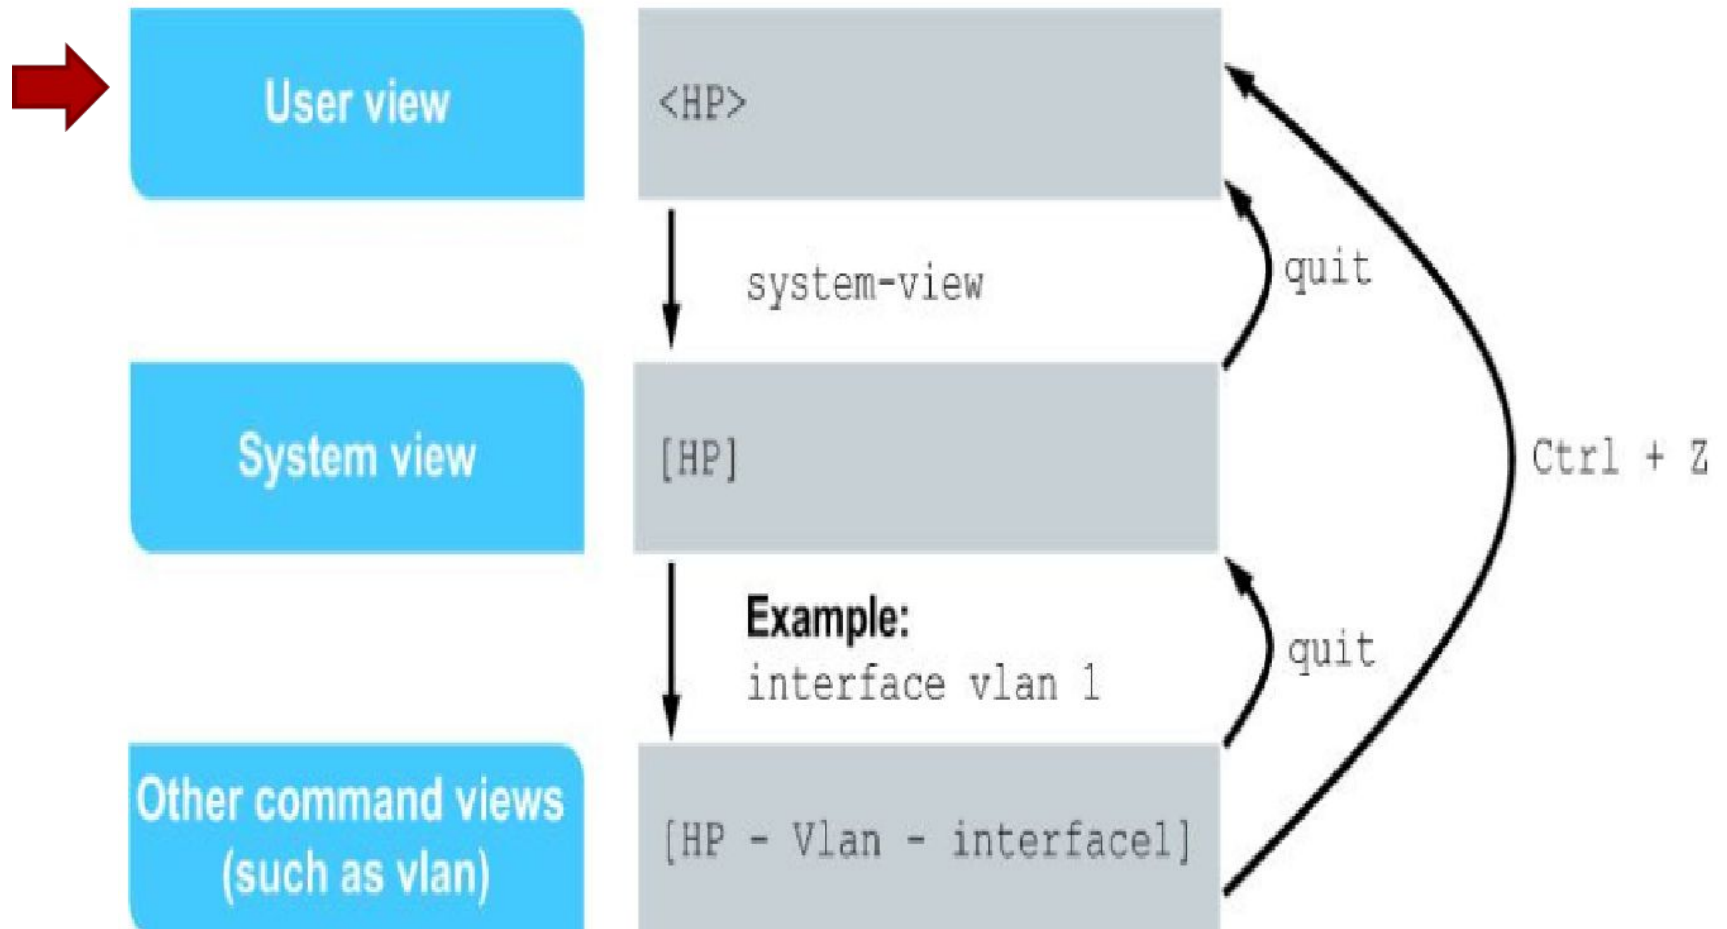 User view
<HP>
system-view
quit
System view
[HP]
Ctrl + Z
Example:
interface vlan 1
quit
Other command views
(such as vlan)
[HP - Vlan - interface1]